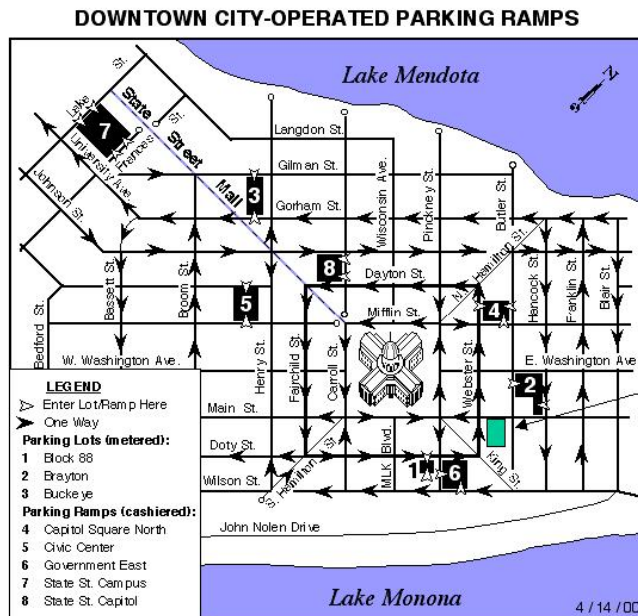 DOWNTOWN CITY-OPERATED PARKING RAMPS
Lake Mendota
N
St.
Lake
State Street Mall
St.
Langdon St.
7
Frances
University Ave.
Gilman St.
3
Wisconsin Ave.
Pinckney St.
Butler St.
Johnson St.
Gorham St.
N. Hamilton St.
Hancock St.
Franklin St.
Blair St.
8
Dayton St.
Bassett St.
Broom St.
5
4
Bedford St.
Mifflin St.
W. Washington Ave.
Henry St.
Fairchild St.
Carroll St.
Webster St.
E. Washington Ave.
2
LEGEND
Enter Lot/Ramp Here
One Way
Main St.
Parking Lots (metered):
1 Block 88
2 Brayton
3 Buckeye
Doty St.
MLK Blvd.
King St.
Wilson St.
S. Hamilton St.
1
6
Parking Ramps (cashiered):
4 Capitol Square North
5 Civic Center
6 Government East
7 State St. Campus
8 State St. Capitol
John Nolen Drive
Lake Monona
4 / 14 / 00